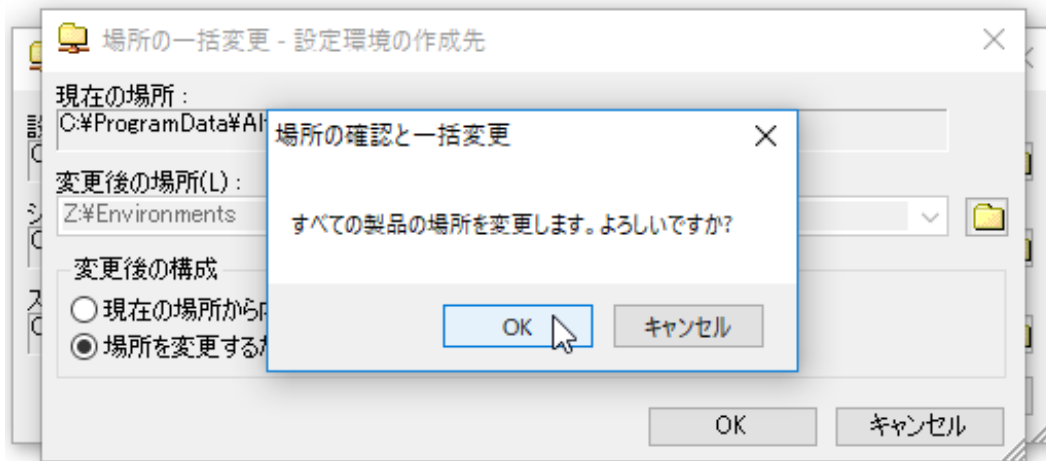 場所の一括変更 - 設定環境の作成先
現在の場所 :
C:¥ProgramData¥Al
場所の確認と一括変更
変更後の場所(L) :
Z:¥Environments
すべての製品の場所を変更します。よろしいですか?
変更後の構成
現在の場所から
場所を変更する
OK
キャンセル
OK
キャンセル